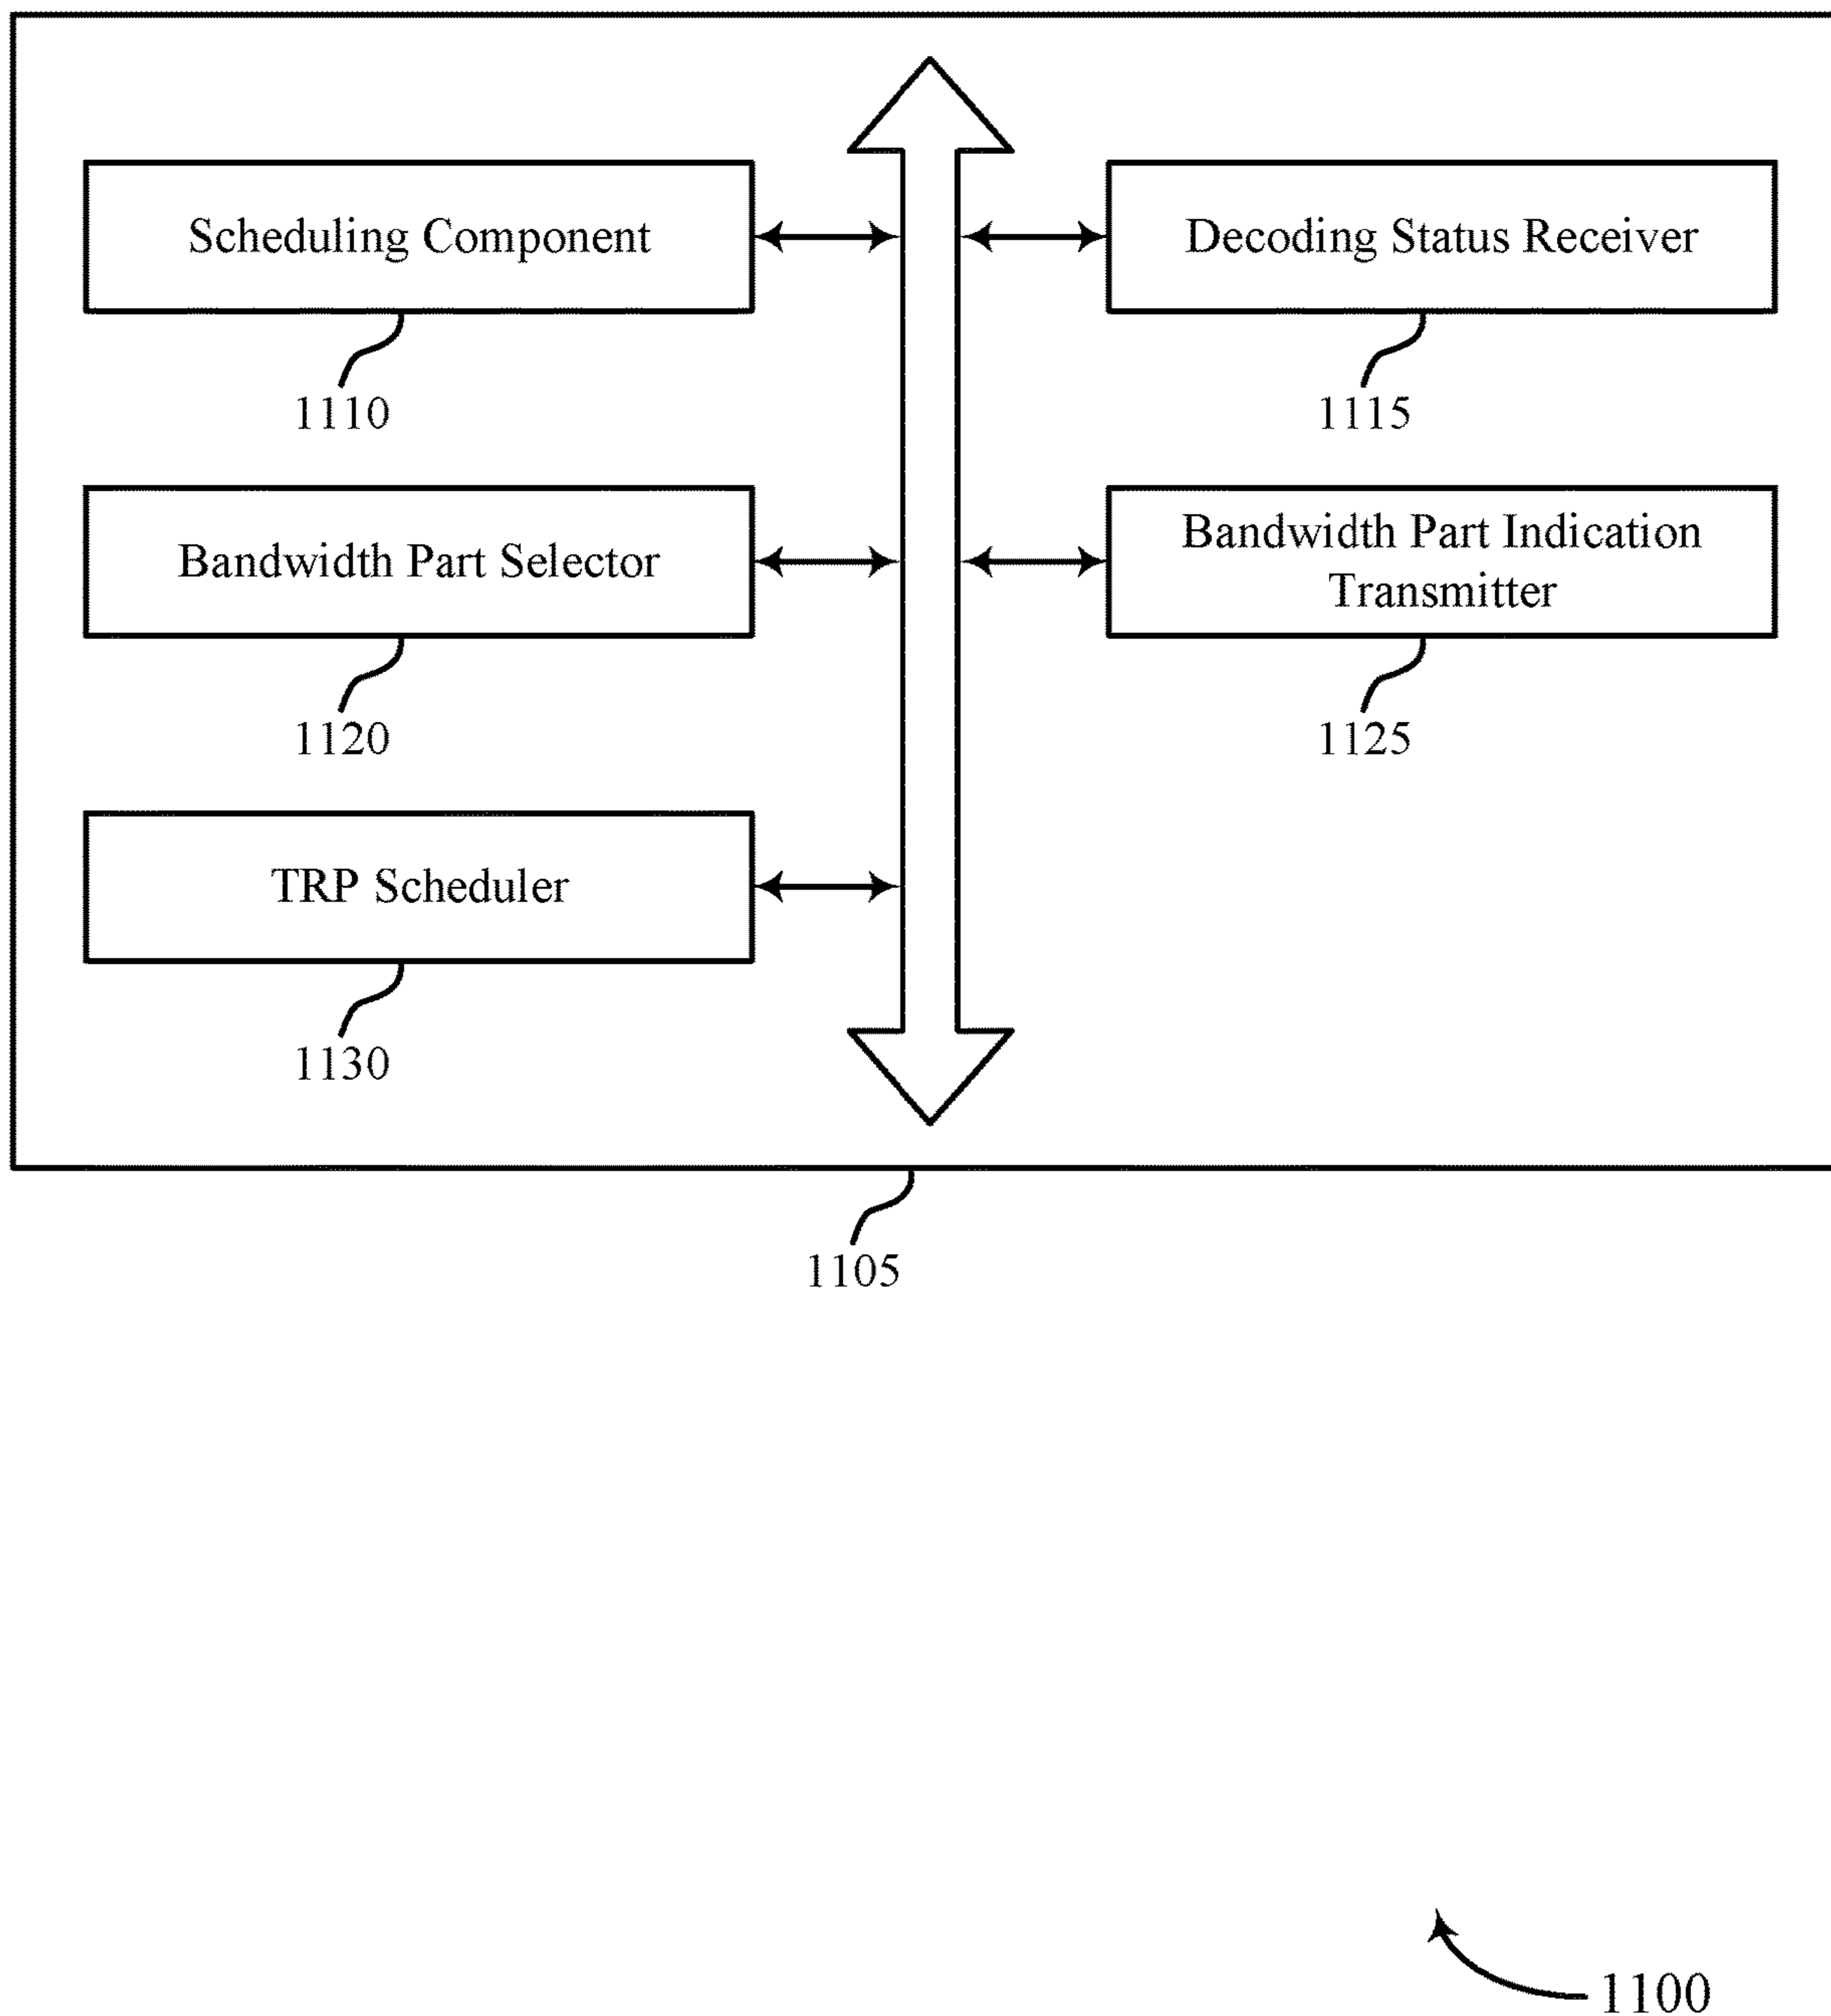 Scheduling Component
Decoding Status Receiver
1110
1115
Bandwidth Part Selector
Bandwidth Part Indication
Transmitter
1120
1125
TRP Scheduler
1130
1105
1100